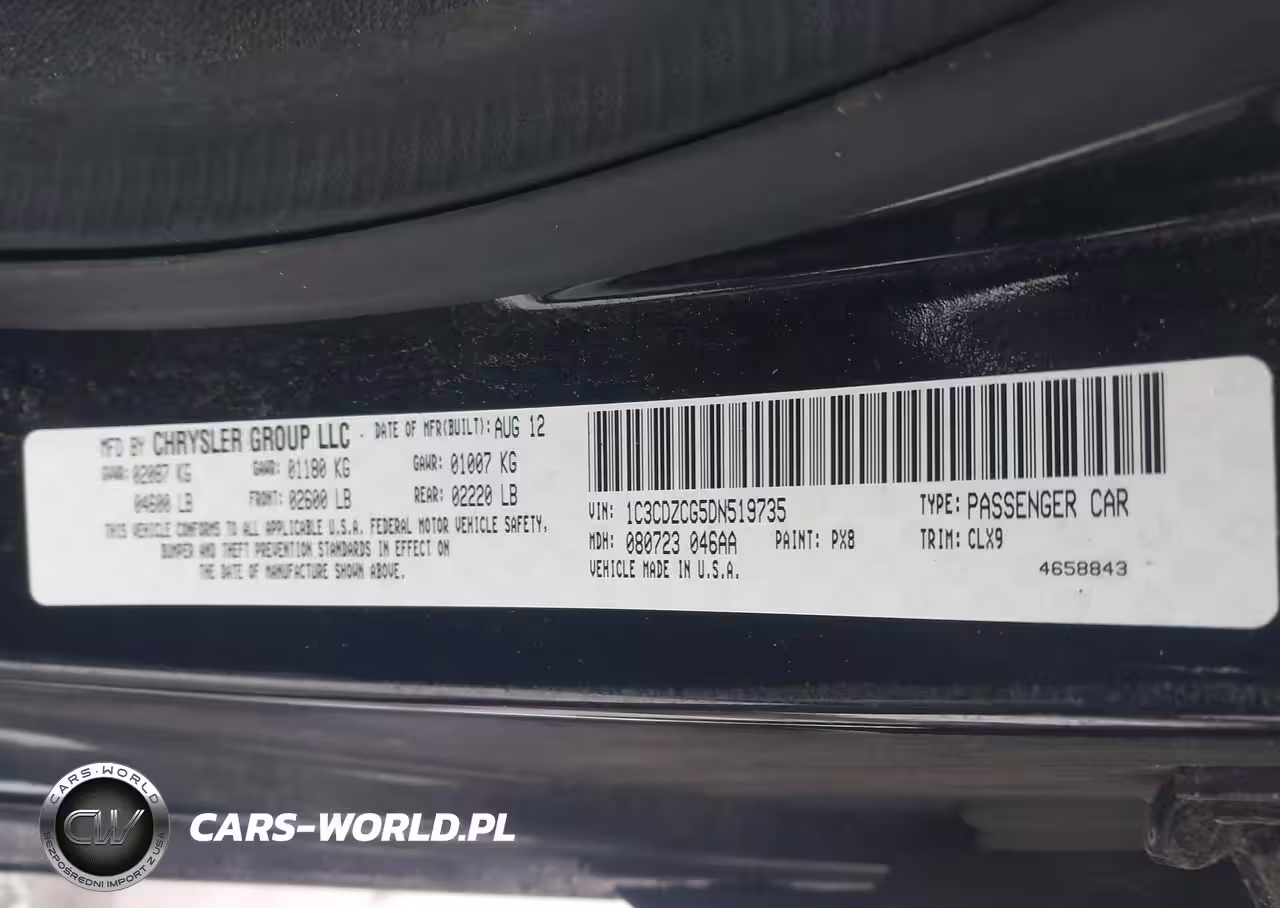 MFD BY CHRYSLER GROUP LLC - DATE OF MFR(BUILT): AUG 12
GAWR: 02087 KG GAWR: 01180 KG GAWR: 01007 KG
04600 LB FRONT: 02600 LB REAR: 02220 LB
THIS VEHICLE CONFORMS TO ALL APPLICABLE U.S.A. FEDERAL MOTOR VEHICLE SAFETY,
BUMPER AND THEFT PREVENTION STANDARDS IN EFFECT ON
THE DATE OF MANUFACTURE SHOWN ABOVE.
VIN: 1C3CDZCG5DN519735 TYPE: PASSENGER CAR
MDH: 080723 046AA PAINT: PX8 TRIM: CLX9
VEHICLE MADE IN U.S.A. 4658843
CARS-WORLD
CW
BEZPOŚREDNI IMPORT Z USA
CARS-WORLD.PL